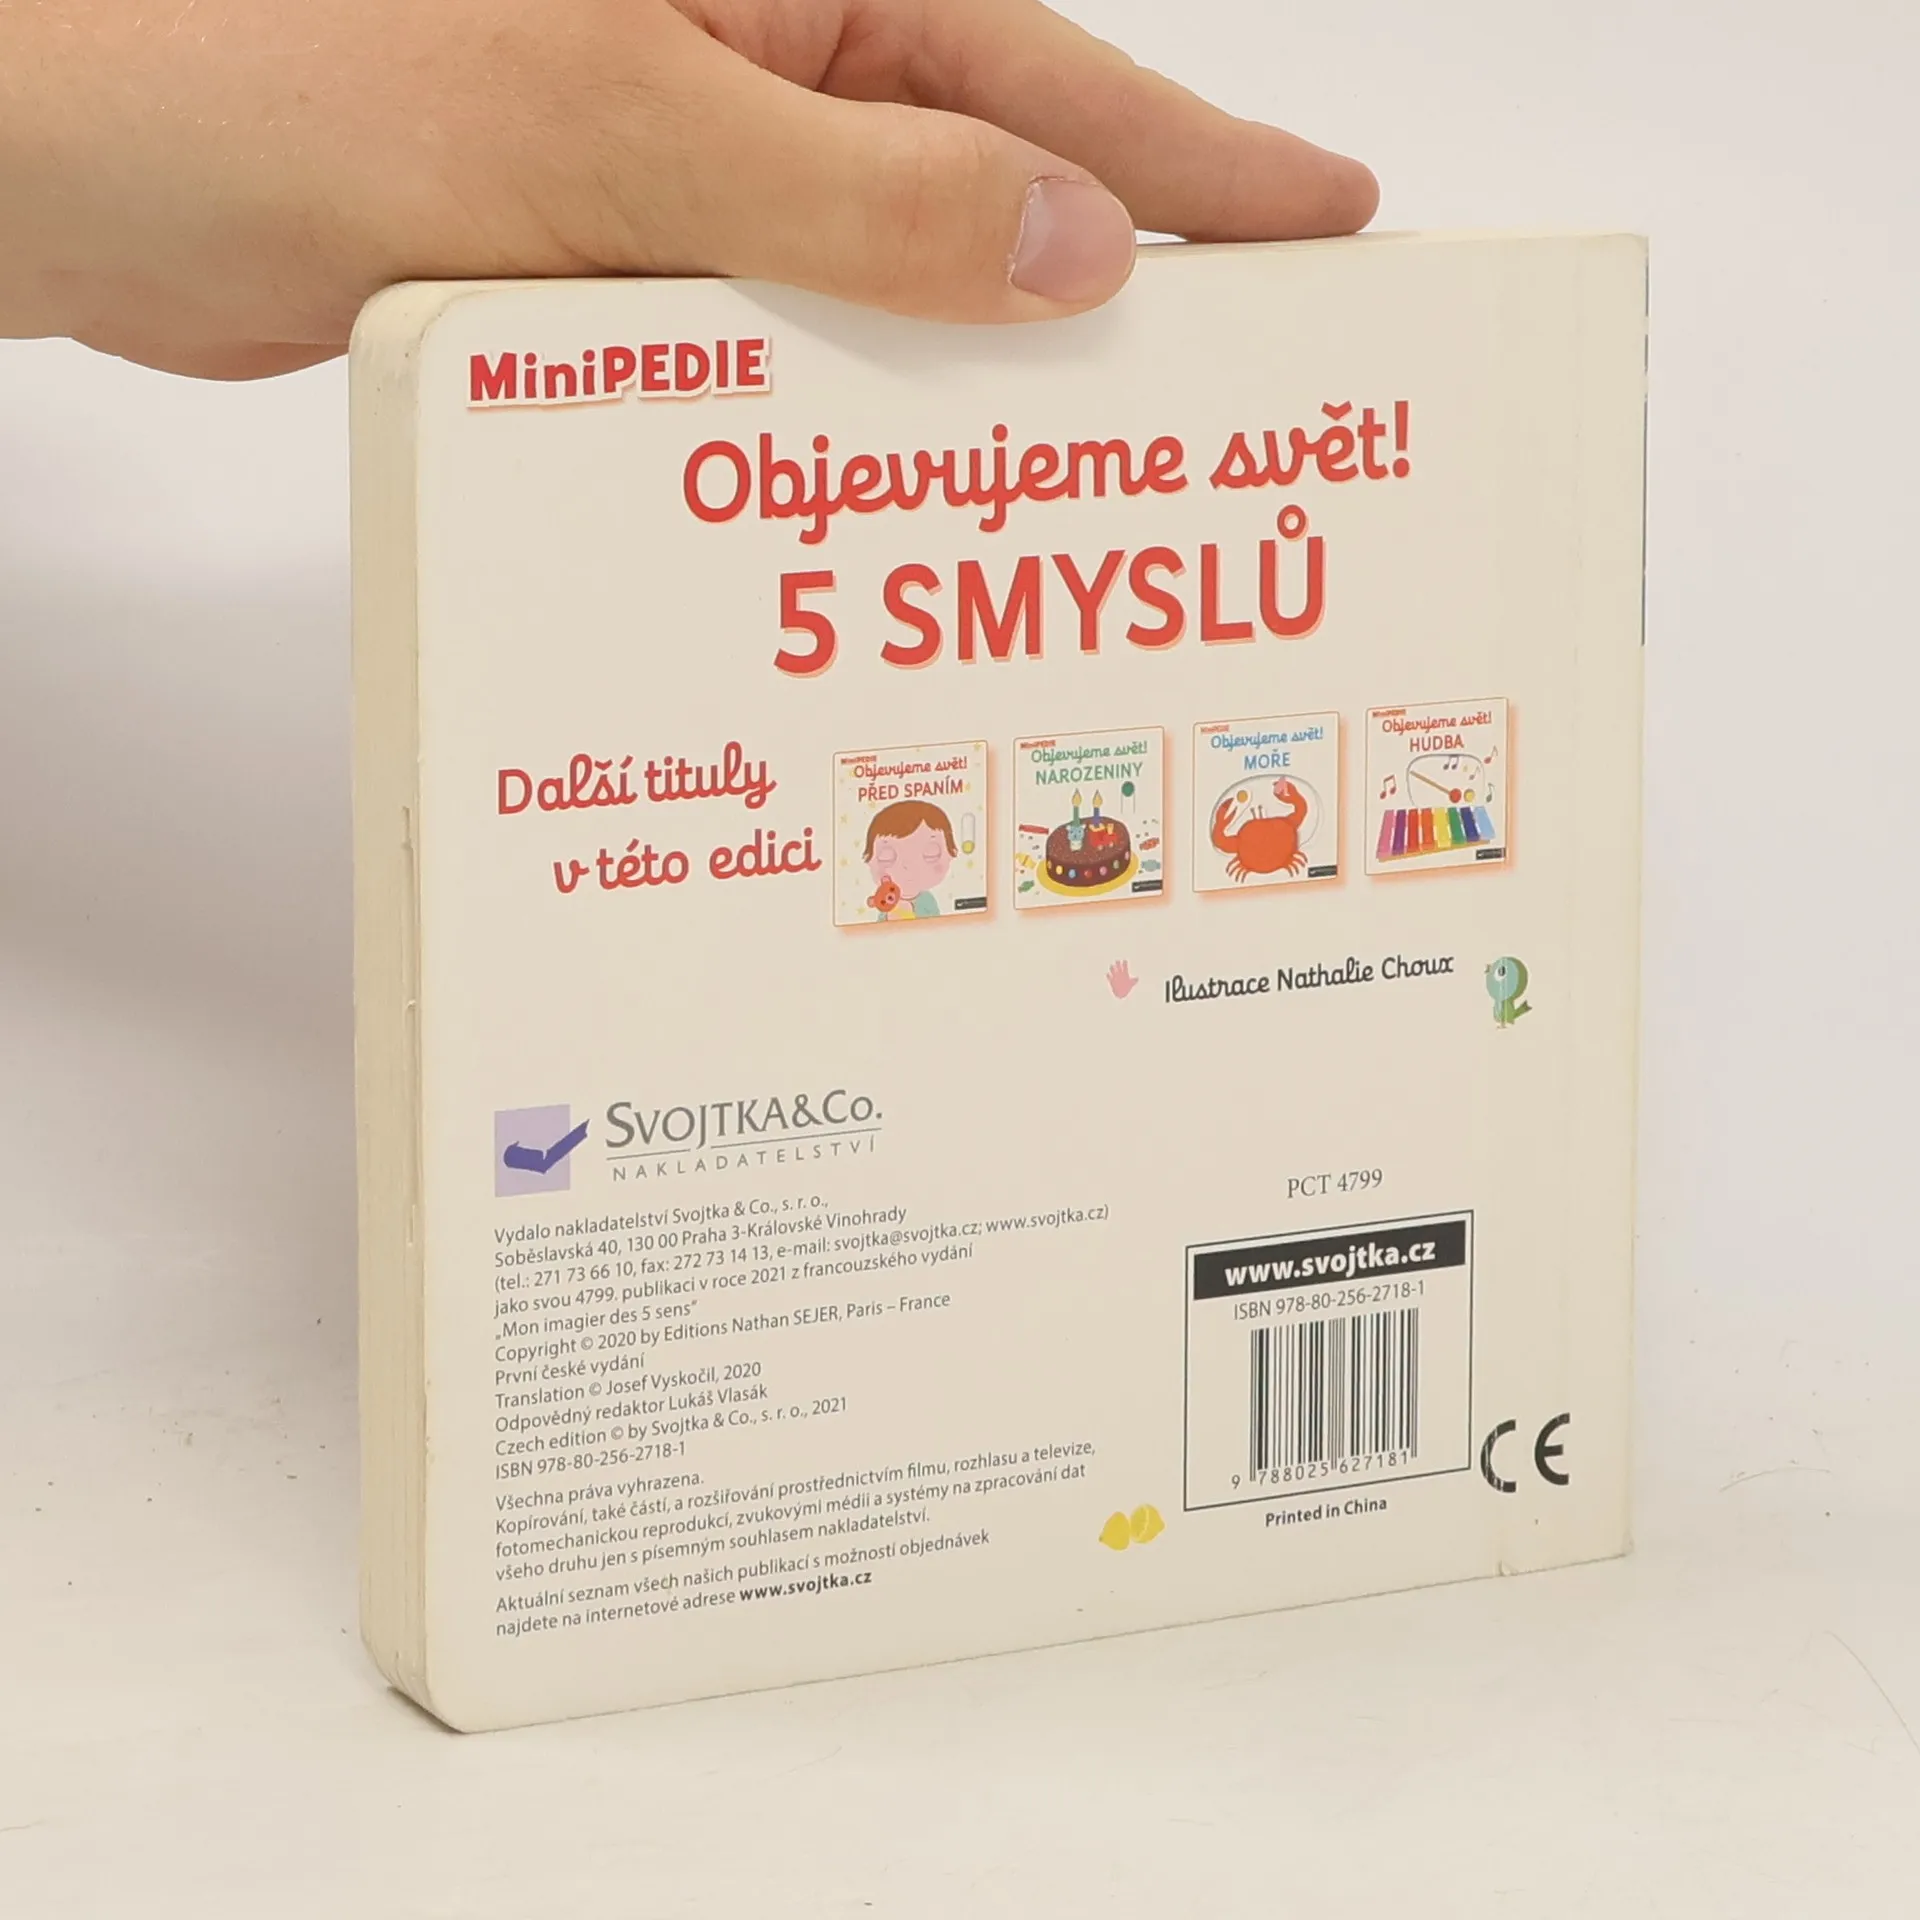 MiniPEDIE
Objevujeme svět!
5 SMYSLŮ
Další tituly
v této edici
MiniPEDIE
Objevujeme svět!
PŘED SPANÍM
MiniPEDIE
Objevujeme svět!
NAROZENINY
MiniPEDIE
Objevujeme svět!
MOŘE
MiniPEDIE
Objevujeme svět!
HUDBA
Ilustrace Nathalie Choux
SVOJTKA&CO.
NAKLADATELSTVÍ
Vydalo nakladatelství Svojtka & Co., s. r. o.,
Soběslavská 40, 130 00 Praha 3-Královské Vinohrady
(tel.: 271 73 66 10, fax: 272 73 14 13, e-mail: svojtka@svojtka.cz; www.svojtka.cz)
jako svou 4799. publikaci v roce 2021 z francouzského vydání
„Mon imagier des 5 sens“
Copyright © 2020 by Editions Nathan SEJER, Paris – France
První české vydání
Translation © Josef Vyskočil, 2020
Odpovědný redaktor Lukáš Vlasák
Czech edition © by Svojtka & Co., s. r. o., 2021
ISBN 978-80-256-2718-1
Všechna práva vyhrazena.
Kopírování, také částí, a rozšiřování prostřednictvím filmu, rozhlasu a televize,
fotomechanickou reprodukcí, zvukovými médii a systémy na zpracování dat
všeho druhu jen s písemným souhlasem nakladatelství.
Aktuální seznam všech našich publikací s možností objednávek
najdete na internetové adrese www.svojtka.cz
PCT 4799
www.svojtka.cz
ISBN 978-80-256-2718-1
9 788025 627181
Printed in China
CE